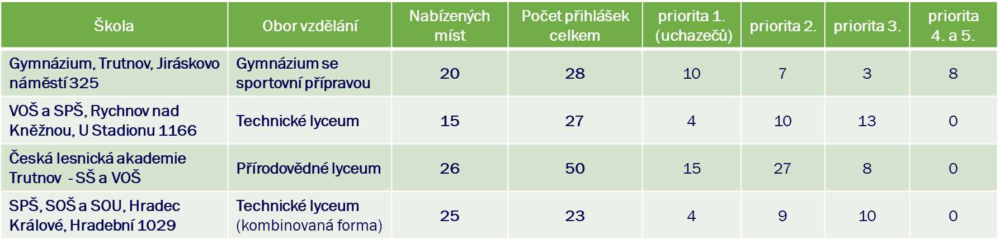 Škola
Obor vzdělání
Nabízených
míst
Počet přihlášek
celkem
priorita 1.
(uchazečů)
priorita 2.
priorita 3.
priorita
4. a 5.
Gymnázium, Trutnov, Jiráskovo
náměstí 325
Gymnázium se
sportovní přípravou
20
28
10
7
3
8
VOŠ a SPŠ, Rychnov nad
Kněžnou, U Stadionu 1166
Technické lyceum
15
27
4
10
13
0
Česká lesnická akademie
Trutnov - SŠ a VOŠ
Přírodovědné lyceum
26
50
15
27
8
0
SPŠ, SOŠ a SOU, Hradec
Králové, Hradební 1029
Technické lyceum
(kombinovaná forma)
25
23
4
9
10
0